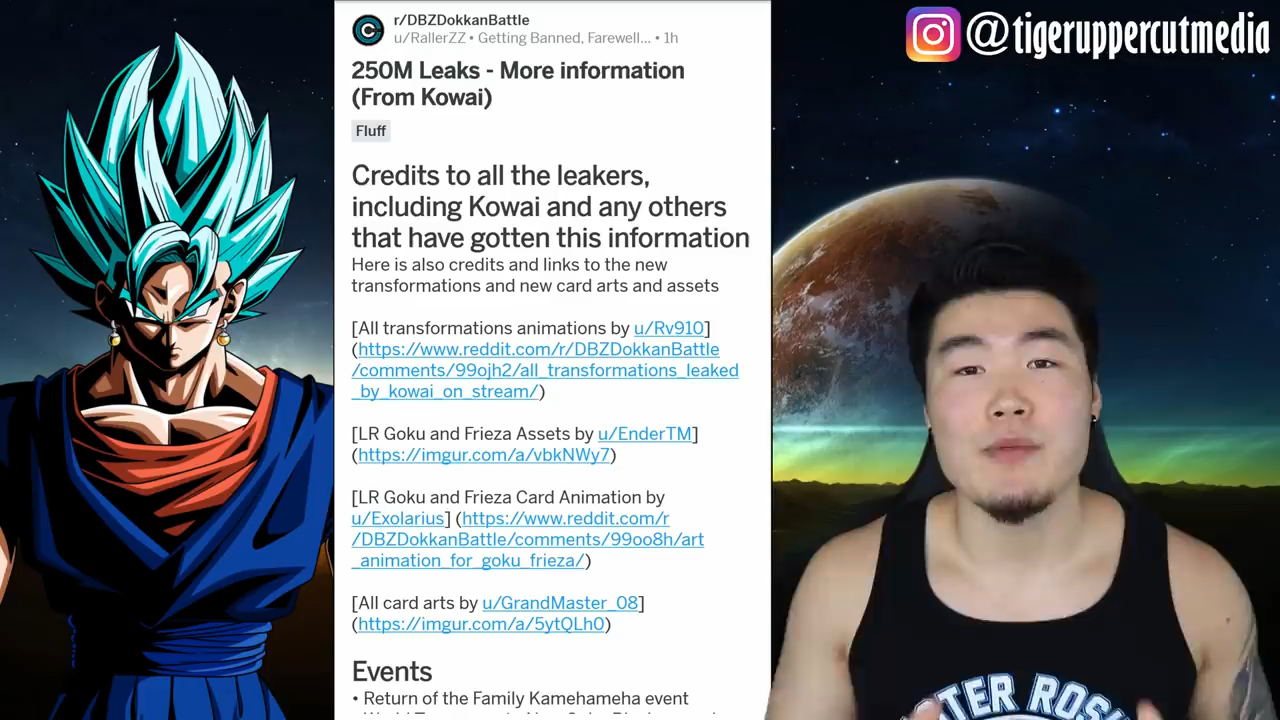 r/DBZDokkanBattle
u/RallerZZ • Getting Banned, Farewell... • 1h
250M Leaks - More information
(From Kowai)
Fluff
Credits to all the leakers,
including Kowai and any others
that have gotten this information
Here is also credits and links to the new
transformations and new card arts and assets
[All transformations animations by u/Rv910]
(https://www.reddit.com/r/DBZDokkanBattle
/comments/99ojh2/all_transformations_leaked
_by_kowai_on_stream/)
[LR Goku and Frieza Assets by u/EnderTM]
(https://imgur.com/a/vbkNWy7)
[LR Goku and Frieza Card Animation by
u/Exolarius] (https://www.reddit.com/r
/DBZDokkanBattle/comments/99oo8h/art
_animation_for_goku_frieza/)
[All card arts by u/GrandMaster_08]
(https://imgur.com/a/5ytQLh0)
Events
• Return of the Family Kamehameha event
@tigeruppercutmedia